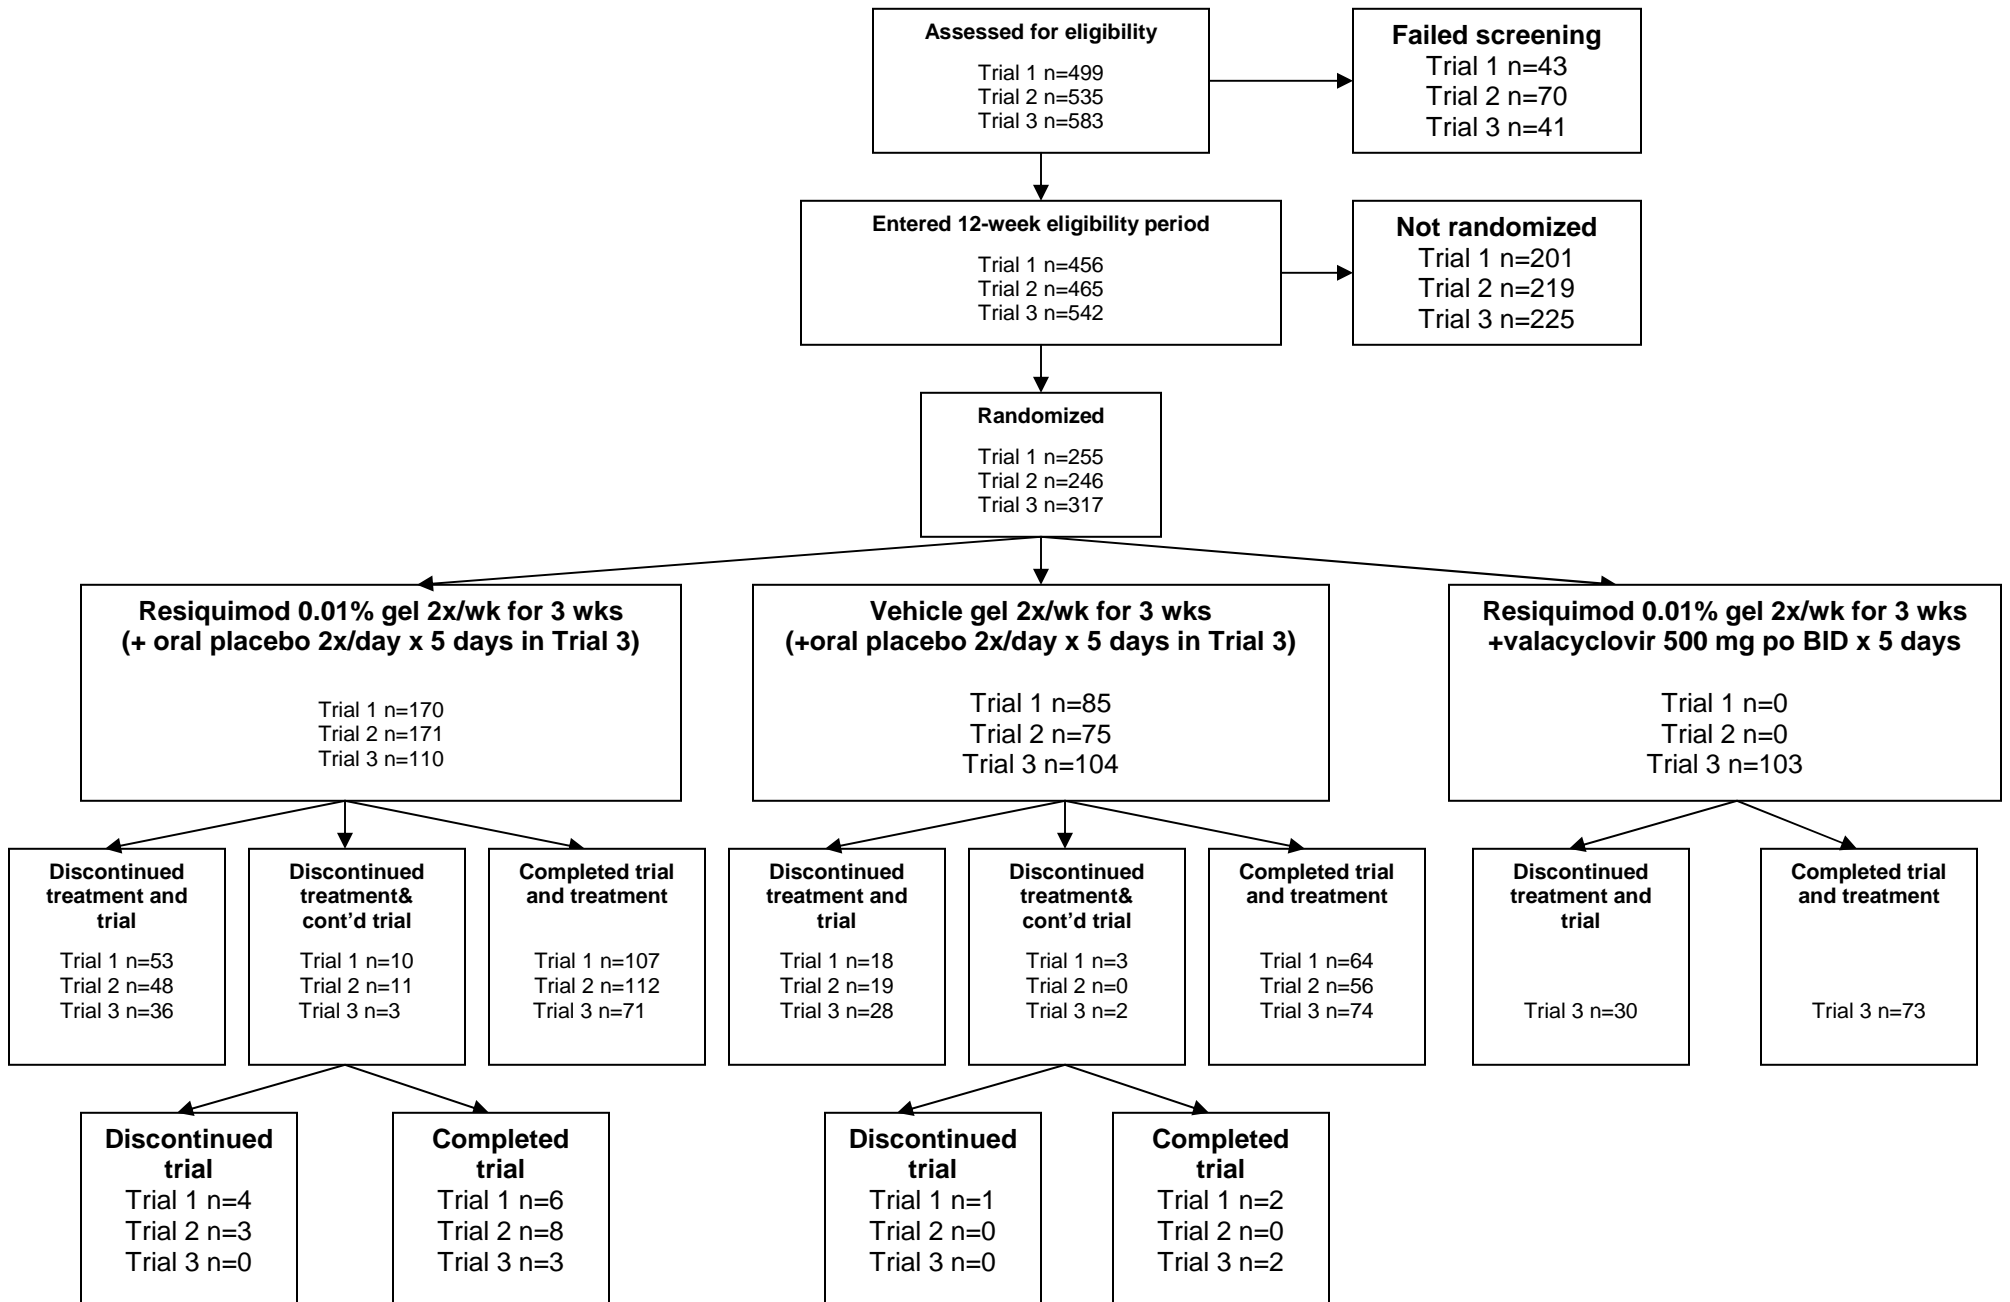 Assessed for eligibility
Trial 1 n=499
Trial 2 n=535
Trial 3 n=583
Failed screening
Trial 1 n=43
Trial 2 n=70
Trial 3 n=41
Entered 12-week eligibility period
Trial 1 n=456
Trial 2 n=465
Trial 3 n=542
Not randomized
Trial 1 n=201
Trial 2 n=219
Trial 3 n=225
Randomized
Trial 1 n=255
Trial 2 n=246
Trial 3 n=317
Resiquimod 0.01% gel 2x/wk for 3 wks
(+ oral placebo 2x/day x 5 days in Trial 3)
Trial 1 n=170
Trial 2 n=171
Trial 3 n=110
Vehicle gel 2x/wk for 3 wks
(+oral placebo 2x/day x 5 days in Trial 3)
Trial 1 n=85
Trial 2 n=75
Trial 3 n=104
Resiquimod 0.01% gel 2x/wk for 3 wks
+valacyclovir 500 mg po BID x 5 days
Trial 1 n=0
Trial 2 n=0
Trial 3 n=103
Discontinued
treatment and
trial
Trial 1 n=53
Trial 2 n=48
Trial 3 n=36
Discontinued
treatment&
cont’d trial
Trial 1 n=10
Trial 2 n=11
Trial 3 n=3
Completed trial
and treatment
Trial 1 n=107
Trial 2 n=112
Trial 3 n=71
Discontinued
treatment and
trial
Trial 1 n=18
Trial 2 n=19
Trial 3 n=28
Discontinued
treatment&
cont’d trial
Trial 1 n=3
Trial 2 n=0
Trial 3 n=2
Completed trial
and treatment
Trial 1 n=64
Trial 2 n=56
Trial 3 n=74
Discontinued
treatment and
trial
Trial 3 n=30
Completed trial
and treatment
Trial 3 n=73
Discontinued
trial
Trial 1 n=4
Trial 2 n=3
Trial 3 n=0
Completed
trial
Trial 1 n=6
Trial 2 n=8
Trial 3 n=3
Discontinued
trial
Trial 1 n=1
Trial 2 n=0
Trial 3 n=0
Completed
trial
Trial 1 n=2
Trial 2 n=0
Trial 3 n=2